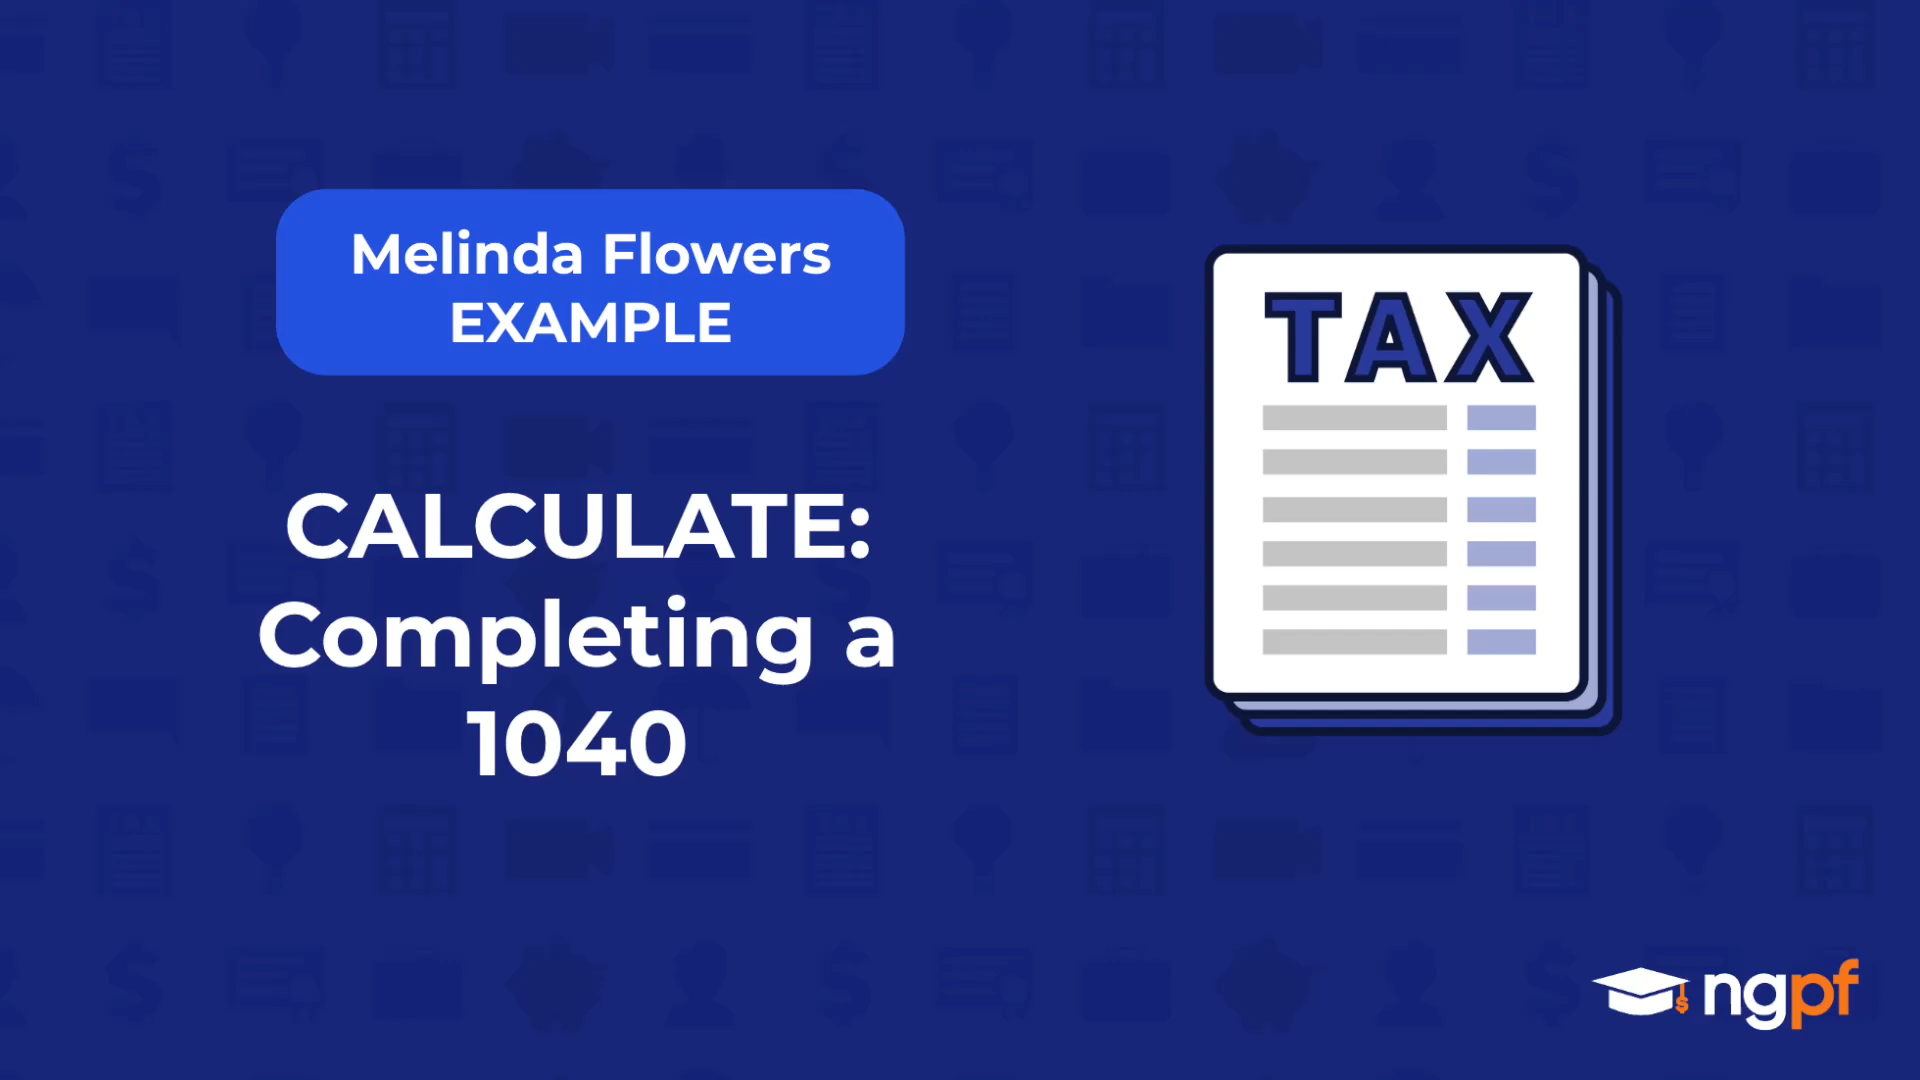 Melinda Flowers
EXAMPLE
CALCULATE:
Completing a
1040
TAX
$ ngpf